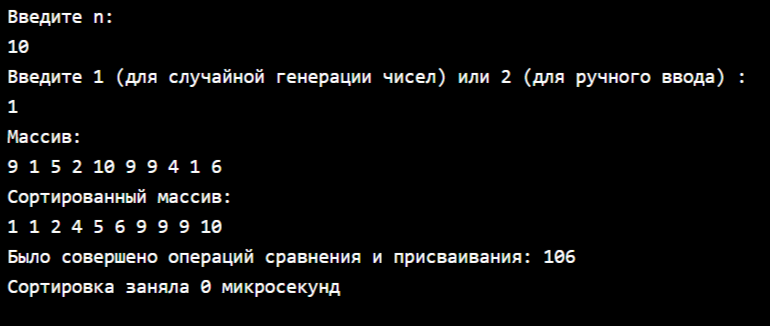 Введите n:
10
Введите 1 (для случайной генерации чисел) или 2 (для ручного ввода) :
1
Массив:
9 1 5 2 10 9 9 4 1 6
Сортированный массив:
1 1 2 4 5 6 9 9 9 10
Было совершено операций сравнения и присваивания: 106
Сортировка заняла 0 микросекунд